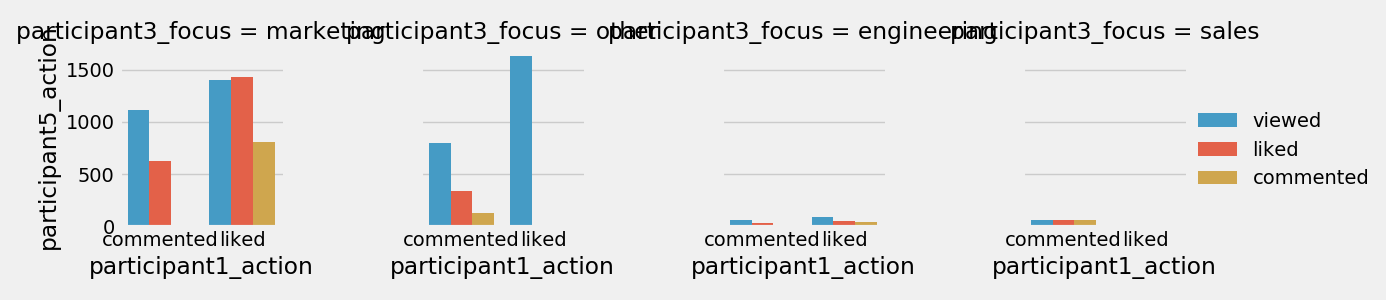 participant3_focus = marketing
participant3_focus = other
participant3_focus = engineering
participant3_focus = sales
participant5_action
1500
1000
500
0
commented liked
commented liked
commented liked
commented liked
participant1_action
participant1_action
participant1_action
participant1_action
viewed
liked
commented